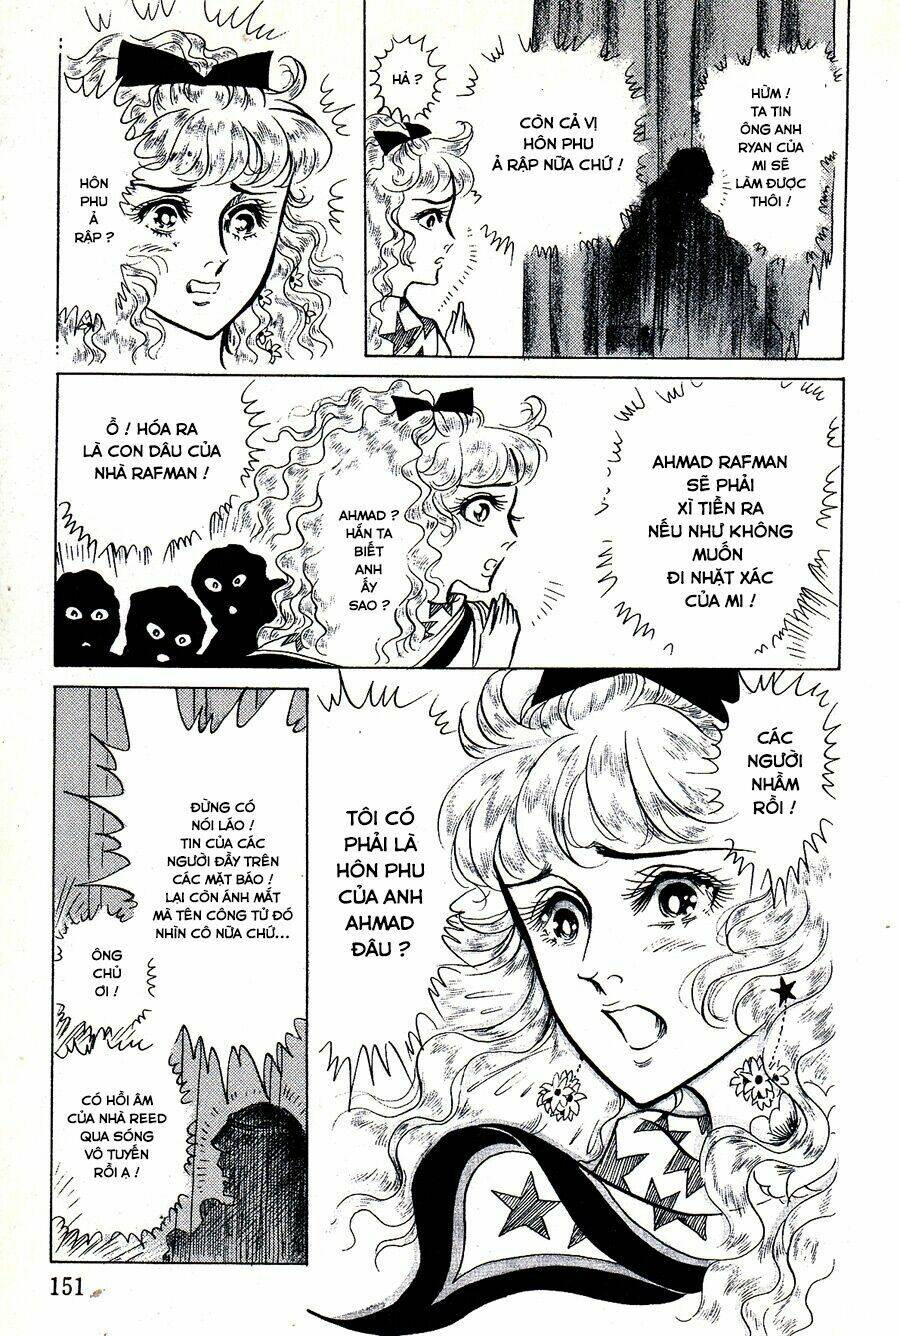 HỪM !
TA TIN
ÔNG ANH
RYAN CỦA
MI SẼ
LÀM ĐƯỢC
THÔI !
CÒN CẢ VỊ
HÔN PHU
Ả RẬP NỮA CHỨ !
HẢ ?
HÔN
PHU
Ả
RẬP ?
AHMAD RAFMAN
SẼ PHẢI
XÌ TIỀN RA
NẾU NHƯ KHÔNG
MUỐN
ĐI NHẶT XÁC
CỦA MI !
AHMAD ?
HẮN TA
BIẾT
ANH
ẤY
SAO ?
Ồ ! HÓA RA
LÀ CON DÂU CỦA
NHÀ RAFMAN !
CÁC
NGƯỜI
NHẦM
RỒI !
TÔI CÓ
PHẢI LÀ
HÔN PHU
CỦA ANH
AHMAD
ĐÂU ?
ĐỪNG CÓ
NÓI LÁO !
TIN CỦA CÁC
NGƯỜI ĐẦY TRÊN
CÁC MẶT BÁO !
LẠI CÒN ÁNH MẮT
MÀ TÊN CÔNG TỬ ĐÓ
NHÌN CÔ NỮA CHỨ...
ÔNG
CHỦ
ƠI !
CÓ HỒI ÂM
CỦA NHÀ REED
QUA SÓNG
VÔ TUYẾN
RỒI Ạ !
151